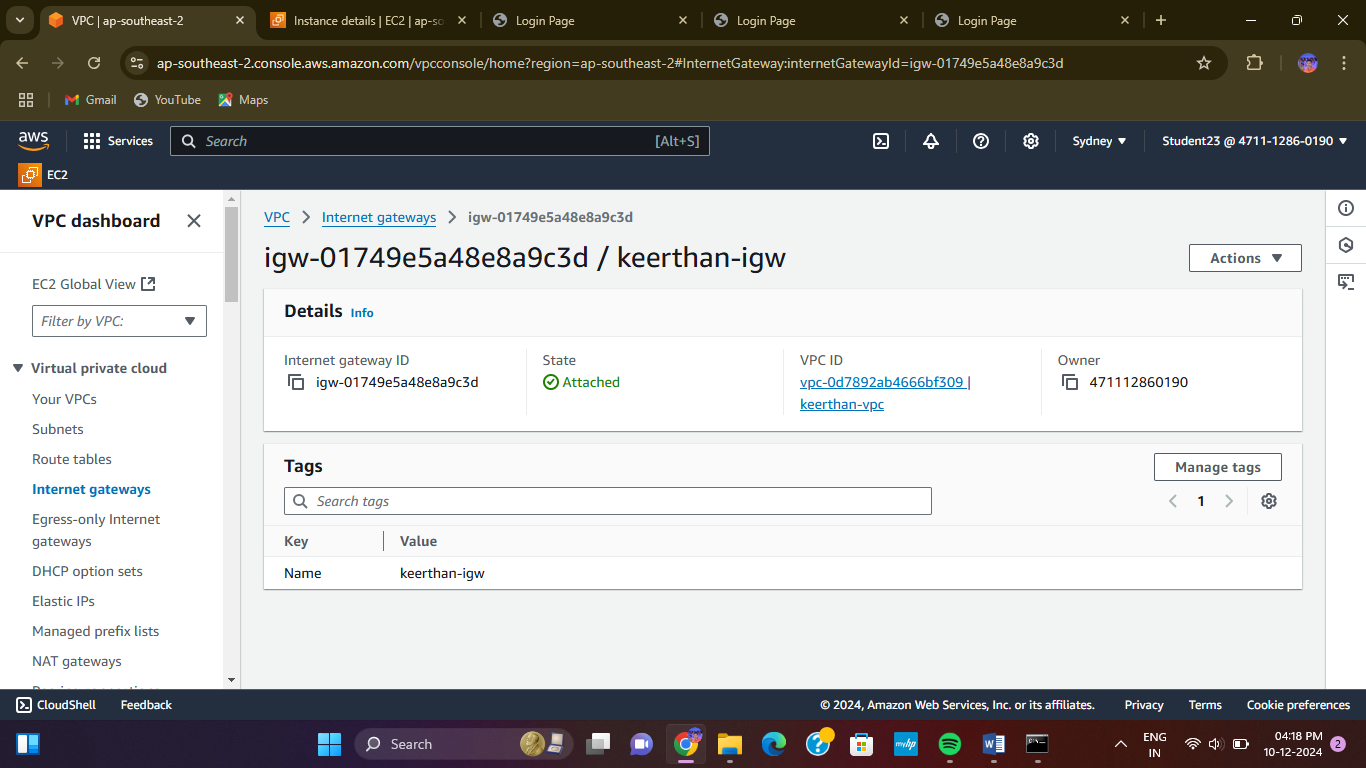 VPC | ap-southeast-2
Instance details | EC2 | ap-so
Login Page
Login Page
Login Page
ap-southeast-2.console.aws.amazon.com/vpcconsole/home?region=ap-southeast-2#InternetGateway:internetGatewayId=igw-01749e5a48e8a9c3d
Gmail
YouTube
Maps
aws
Services
Search
[Alt+S]
Sydney
Student23 @ 4711-1286-0190
EC2
VPC dashboard
EC2 Global View
Filter by VPC:
Virtual private cloud
Your VPCs
Subnets
Route tables
Internet gateways
Egress-only Internet
gateways
DHCP option sets
Elastic IPs
Managed prefix lists
NAT gateways
VPC
Internet gateways
igw-01749e5a48e8a9c3d
igw-01749e5a48e8a9c3d / keerthan-igw
Actions
Details Info
Internet gateway ID
igw-01749e5a48e8a9c3d
State
Attached
VPC ID
vpc-0d7892ab4666bf309 |
keerthan-vpc
Owner
471112860190
Tags
Manage tags
Search tags
1
Key
Value
Name
keerthan-igw
CloudShell
Feedback
© 2024, Amazon Web Services, Inc. or its affiliates.
Privacy
Terms
Cookie preferences
Search
myhp
ENG
IN
04:18 PM
10-12-2024
2